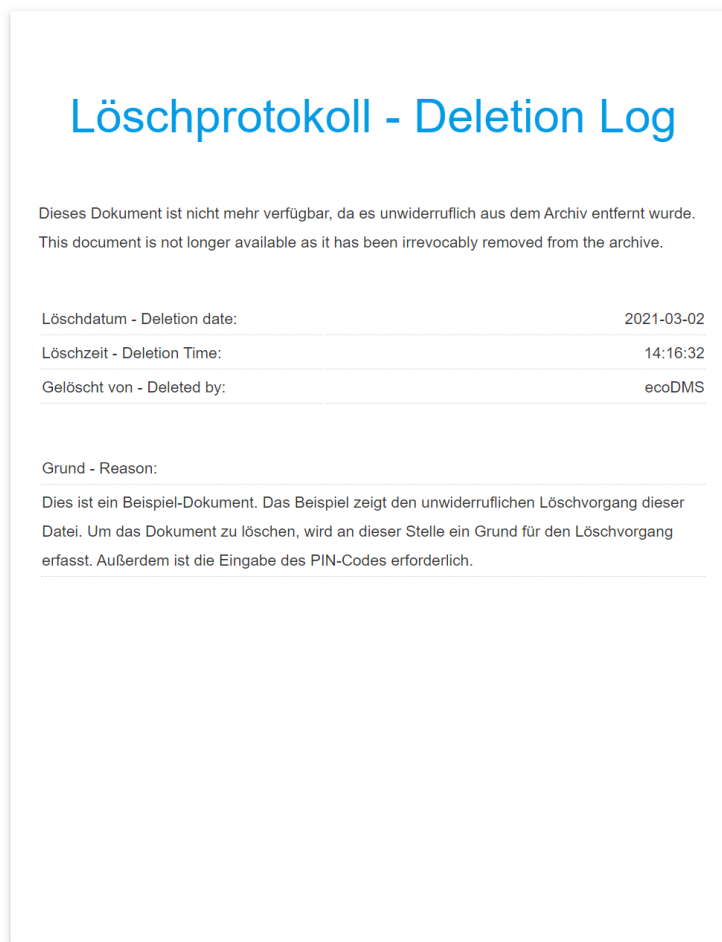 Löschprotokoll - Deletion Log
Dieses Dokument ist nicht mehr verfügbar, da es unwiderruflich aus dem Archiv entfernt wurde.
This document is not longer available as it has been irrevocably removed from the archive.
Löschdatum - Deletion date: 2021-03-02
Löschzeit - Deletion Time: 14:16:32
Gelöscht von - Deleted by: ecoDMS
Grund - Reason:
Dies ist ein Beispiel-Dokument. Das Beispiel zeigt den unwiderruflichen Löschvorgang dieser
Datei. Um das Dokument zu löschen, wird an dieser Stelle ein Grund für den Löschvorgang
erfasst. Außerdem ist die Eingabe des PIN-Codes erforderlich.